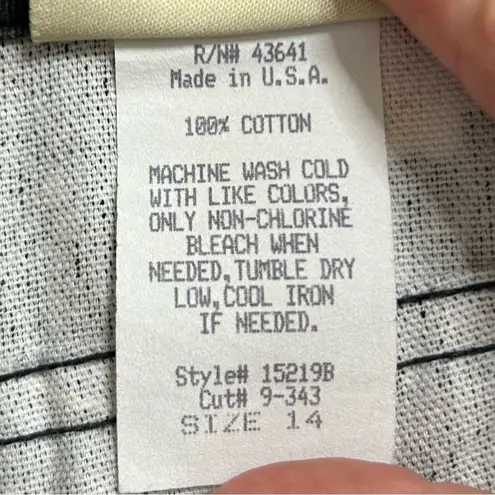 R/N# 43641
Made in U.S.A.
100% COTTON
MACHINE WASH COLD
WITH LIKE COLORS,
ONLY NON-CHLORINE
BLEACH WHEN
NEEDED,TUMBLE DRY
LOW,COOL IRON
IF NEEDED.
Style# 15219B
Cut# 9-343
SIZE 14